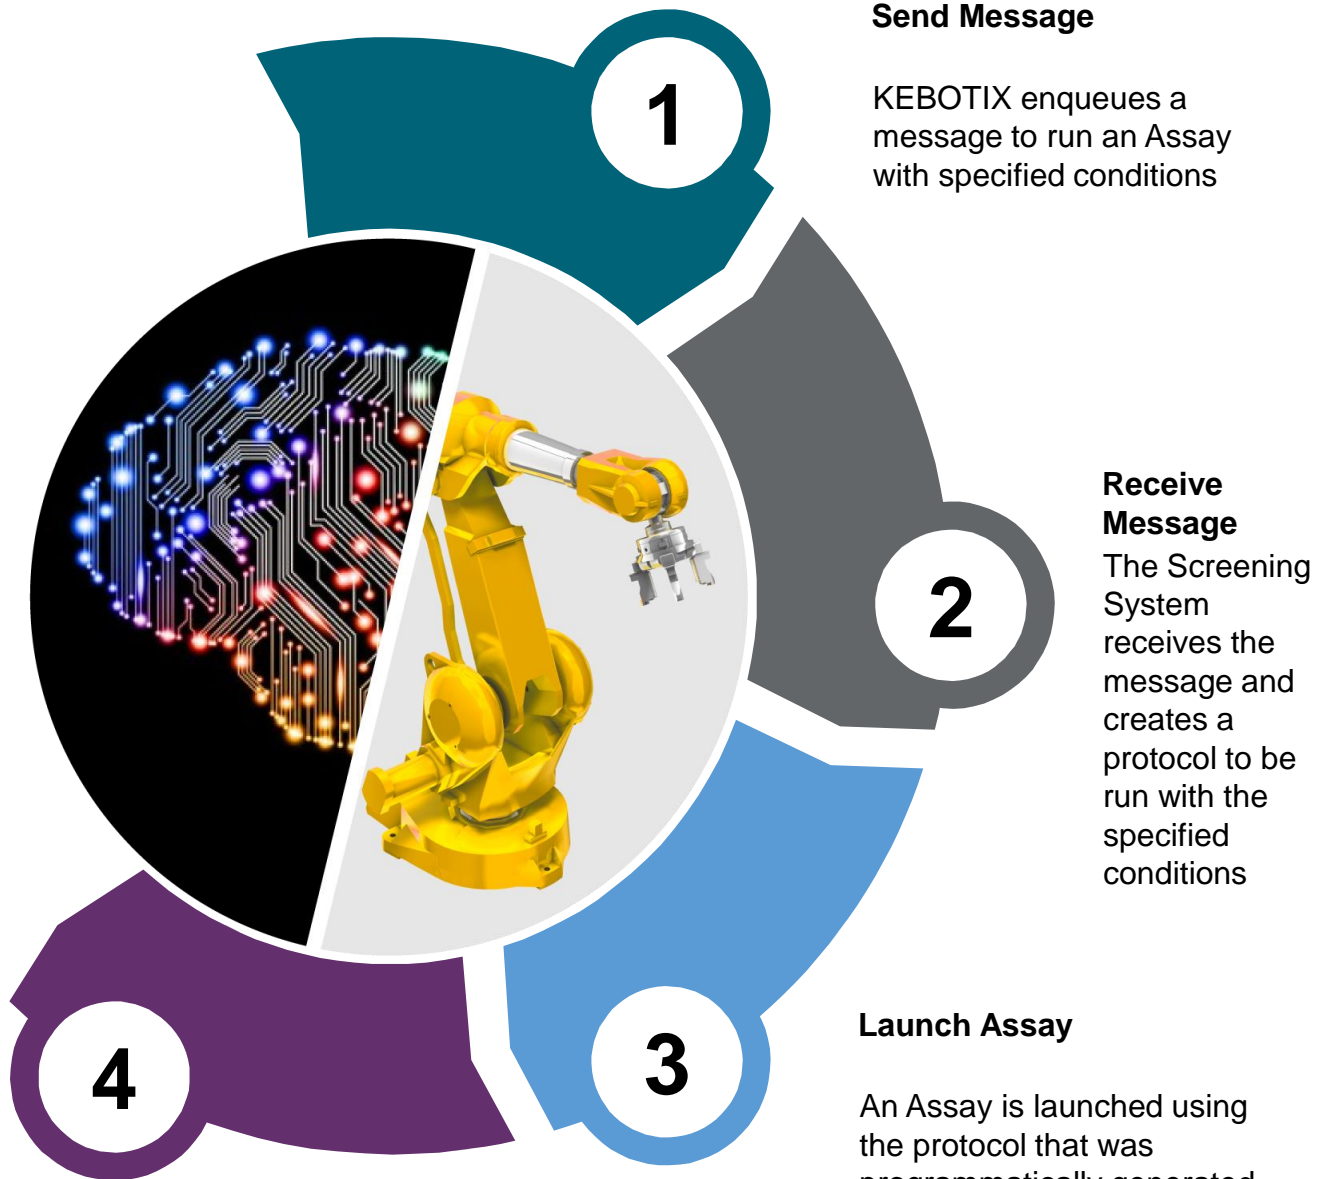 Send Message
1
KEBOTIX enqueues a
message to run an Assay
with specified conditions
Receive
Message
The Screening
System
receives the
message and
creates a
protocol to be
run with the
specified
conditions
2
Launch Assay
3
An Assay is launched using
the protocol that was
programmatically generated
4